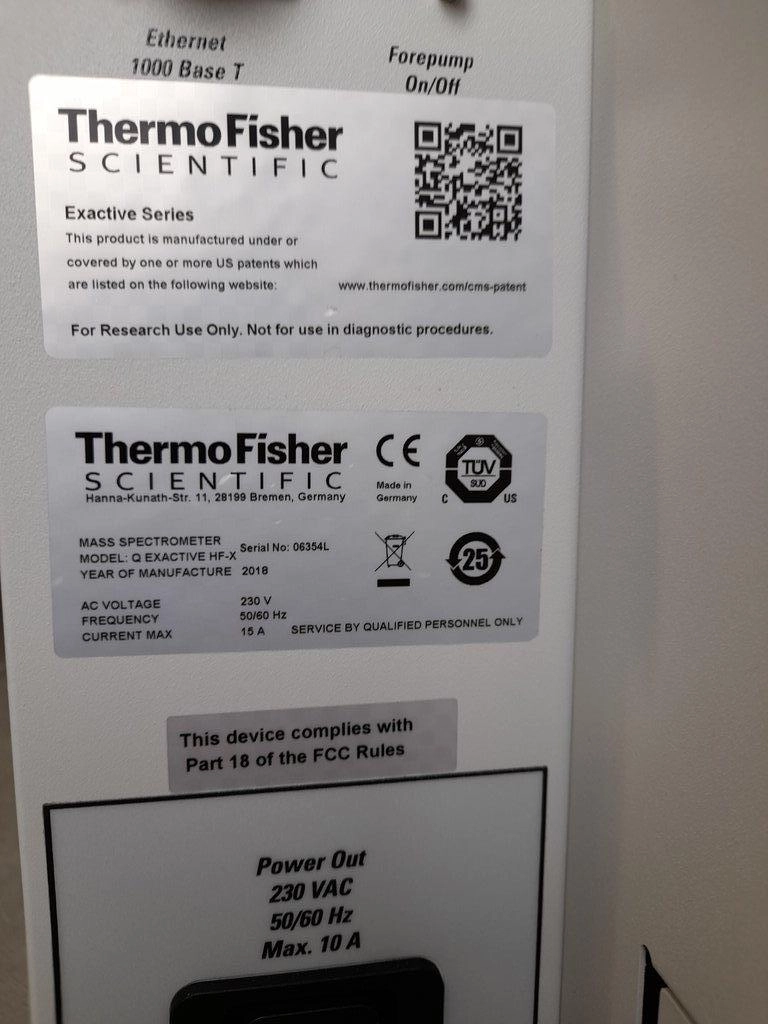 Ethernet
1000 Base T
Forepump
On/Off
ThermoFisher
SCIENTIFIC
Exactive Series
This product is manufactured under or
covered by one or more US patents which
are listed on the following website:
www.thermofisher.com/cms-patent
For Research Use Only. Not for use in diagnostic procedures.
ThermoFisher
SCIENTIFIC
Hanna-Kunath-Str. 11, 28199 Bremen, Germany
CE
Made in
Germany
TÜV
SÜD
C US
MASS SPECTROMETER
MODEL: Q EXACTIVE HF-X Serial No: 06354L
YEAR OF MANUFACTURE 2018
25
AC VOLTAGE 230 V
FREQUENCY 50/60 Hz
CURRENT MAX 15 A SERVICE BY QUALIFIED PERSONNEL ONLY
This device complies with
Part 18 of the FCC Rules
Power Out
230 VAC
50/60 Hz
Max. 10 A